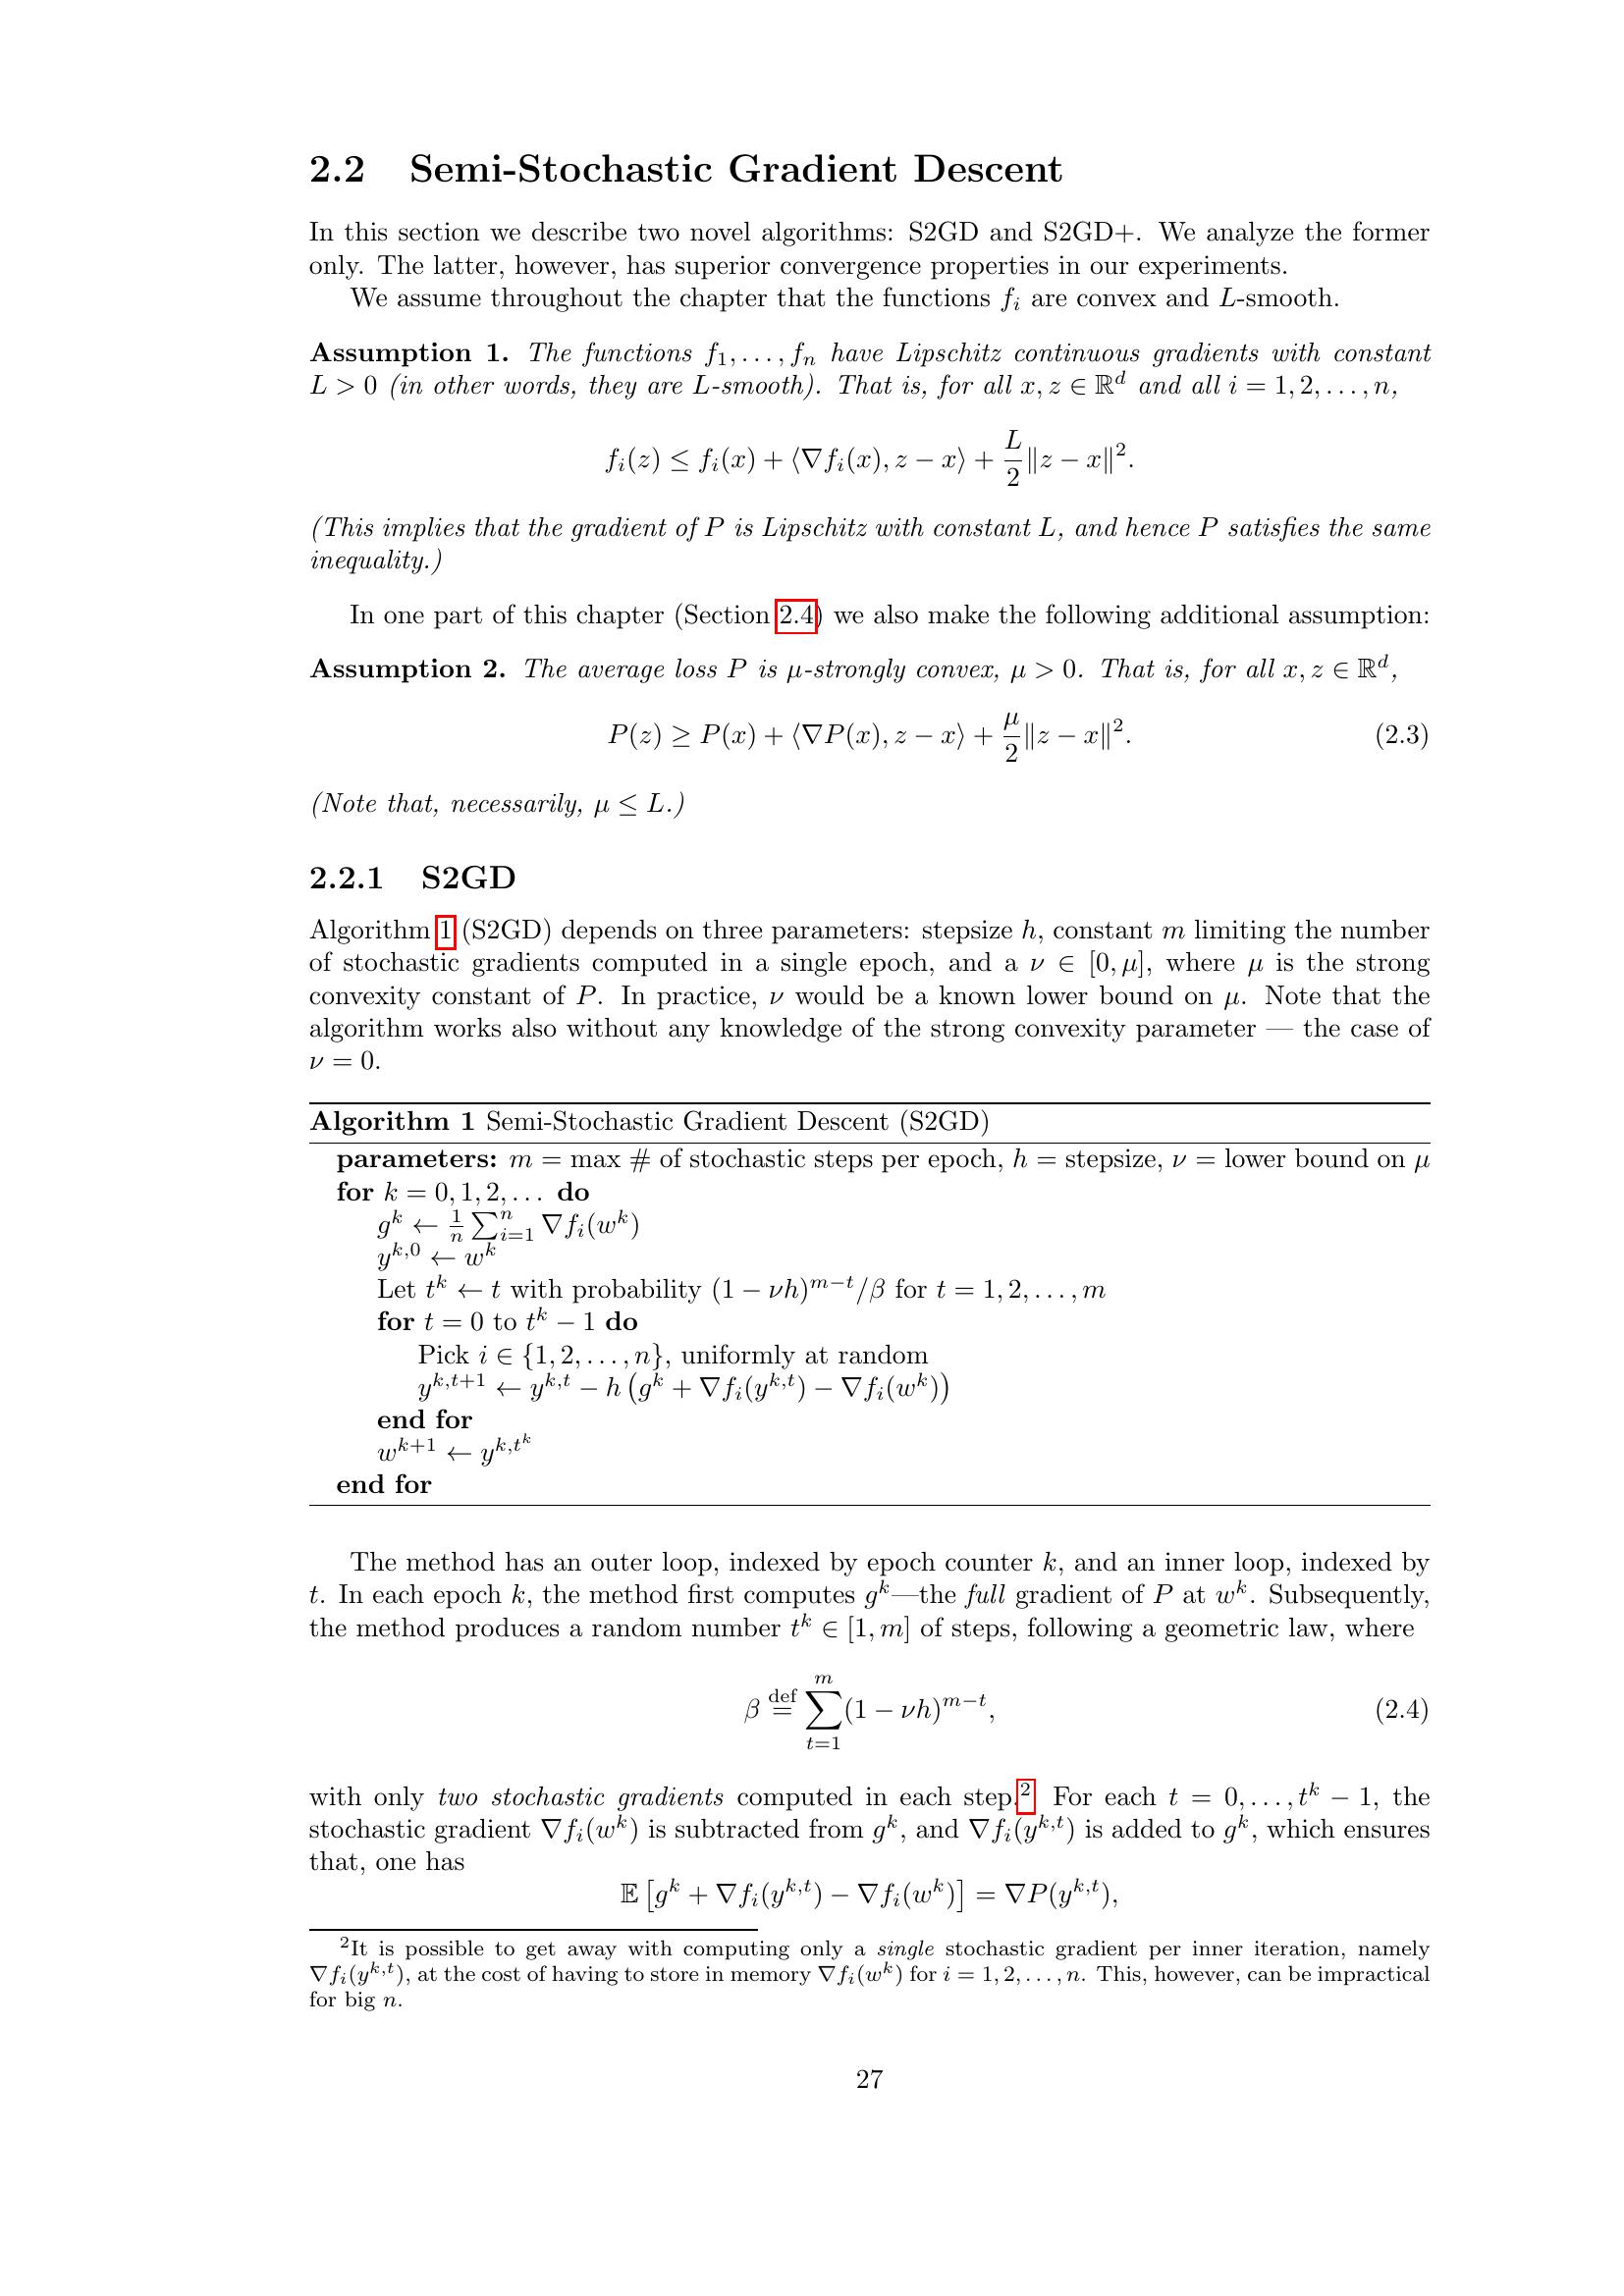 2.2 Semi-Stochastic Gradient Descent
In this section we describe two novel algorithms: S2GD and S2GD+. We analyze the former
only. The latter, however, has superior convergence properties in our experiments.
We assume throughout the chapter that the functions $f_i$ are convex and $L$-smooth.
Assumption 1. The functions $f_1, \ldots, f_n$ have Lipschitz continuous gradients with constant
$L > 0$ (in other words, they are $L$-smooth). That is, for all $x, z \in \mathbb{R}^d$ and all $i = 1, 2, \ldots, n$,
$f_i(z) \leq f_i(x) + \langle \nabla f_i(x), z - x \rangle + \frac{L}{2} \|z - x\|^2.$
(This implies that the gradient of $P$ is Lipschitz with constant $L$, and hence $P$ satisfies the same
inequality.)
In one part of this chapter (Section 2.4) we also make the following additional assumption:
Assumption 2. The average loss $P$ is $\mu$-strongly convex, $\mu > 0$. That is, for all $x, z \in \mathbb{R}^d$,
$P(z) \geq P(x) + \langle \nabla P(x), z - x \rangle + \frac{\mu}{2} \|z - x\|^2.$ (2.3)
(Note that, necessarily, $\mu \leq L$.)
2.2.1 S2GD
Algorithm 1 (S2GD) depends on three parameters: stepsize $h$, constant $m$ limiting the number
of stochastic gradients computed in a single epoch, and a $\nu \in [0, \mu]$, where $\mu$ is the strong
convexity constant of $P$. In practice, $\nu$ would be a known lower bound on $\mu$. Note that the
algorithm works also without any knowledge of the strong convexity parameter — the case of
$\nu = 0$.
Algorithm 1 Semi-Stochastic Gradient Descent (S2GD)
parameters: $m$ = max # of stochastic steps per epoch, $h$ = stepsize, $\nu$ = lower bound on $\mu$
for $k = 0, 1, 2, \ldots$ do
$g^k \leftarrow \frac{1}{n} \sum_{i=1}^n \nabla f_i(w^k)$
$y^{k,0} \leftarrow w^k$
Let $t^k \leftarrow t$ with probability $(1 - \nu h)^{m-t} / \beta$ for $t = 1, 2, \ldots, m$
for $t = 0$ to $t^k - 1$ do
Pick $i \in \{1, 2, \ldots, n\}$, uniformly at random
$y^{k,t+1} \leftarrow y^{k,t} - h \left( g^k + \nabla f_i(y^{k,t}) - \nabla f_i(w^k) \right)$
end for
$w^{k+1} \leftarrow y^{k,t^k}$
end for
The method has an outer loop, indexed by epoch counter $k$, and an inner loop, indexed by
$t$. In each epoch $k$, the method first computes $g^k$—the full gradient of $P$ at $w^k$. Subsequently,
the method produces a random number $t^k \in [1, m]$ of steps, following a geometric law, where
$\beta \stackrel{\text{def}}{=} \sum_{t=1}^m (1 - \nu h)^{m-t},$ (2.4)
with only two stochastic gradients computed in each step.$^2$ For each $t = 0, \ldots, t^k - 1$, the
stochastic gradient $\nabla f_i(w^k)$ is subtracted from $g^k$, and $\nabla f_i(y^{k,t})$ is added to $g^k$, which ensures
that, one has
$\mathbb{E} \left[ g^k + \nabla f_i(y^{k,t}) - \nabla f_i(w^k) \right] = \nabla P(y^{k,t}),$
$^2$It is possible to get away with computing only a single stochastic gradient per inner iteration, namely
$\nabla f_i(y^{k,t})$, at the cost of having to store in memory $\nabla f_i(w^k)$ for $i = 1, 2, \ldots, n$. This, however, can be impractical
for big $n$.
27